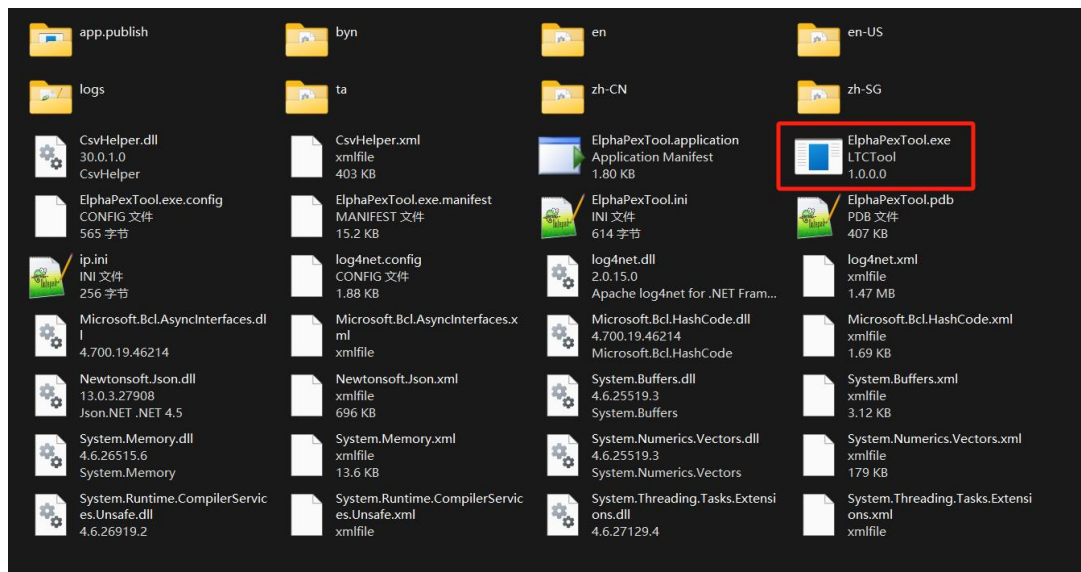 app.publish
byn
en
en-US
logs
ta
zh-CN
zh-SG
CsvHelper.dll
30.0.1.0
CsvHelper
CsvHelper.xml
xmlfile
403 KB
ElphaPexTool.application
Application Manifest
1.80 KB
ElphaPexTool.exe
LTCTool
1.0.0.0
ElphaPexTool.exe.config
CONFIG 文件
565 字节
ElphaPexTool.exe.manifest
MANIFEST 文件
15.2 KB
ElphaPexTool.ini
INI 文件
614 字节
ElphaPexTool.pdb
PDB 文件
407 KB
ip.ini
INI 文件
256 字节
log4net.config
CONFIG 文件
1.88 KB
log4net.dll
2.0.15.0
Apache log4net for .NET Fram...
log4net.xml
xmlfile
1.47 MB
Microsoft.Bcl.AsyncInterfaces.dl
l
4.700.19.46214
Microsoft.Bcl.AsyncInterfaces.x
ml
xmlfile
Microsoft.Bcl.HashCode.dll
4.700.19.46214
Microsoft.Bcl.HashCode
Microsoft.Bcl.HashCode.xml
xmlfile
1.69 KB
Newtonsoft.Json.dll
13.0.3.27908
Json.NET .NET 4.5
Newtonsoft.Json.xml
xmlfile
696 KB
System.Buffers.dll
4.6.25519.3
System.Buffers
System.Buffers.xml
xmlfile
3.12 KB
System.Memory.dll
4.6.26515.6
System.Memory
System.Memory.xml
xmlfile
13.6 KB
System.Numerics.Vectors.dll
4.6.25519.3
System.Numerics.Vectors
System.Numerics.Vectors.xml
xmlfile
179 KB
System.Runtime.CompilerServic
es.Unsafe.dll
4.6.26919.2
System.Runtime.CompilerServic
es.Unsafe.xml
xmlfile
System.Threading.Tasks.Extensi
ons.dll
4.6.27129.4
System.Threading.Tasks.Extensi
ons.xml
xmlfile